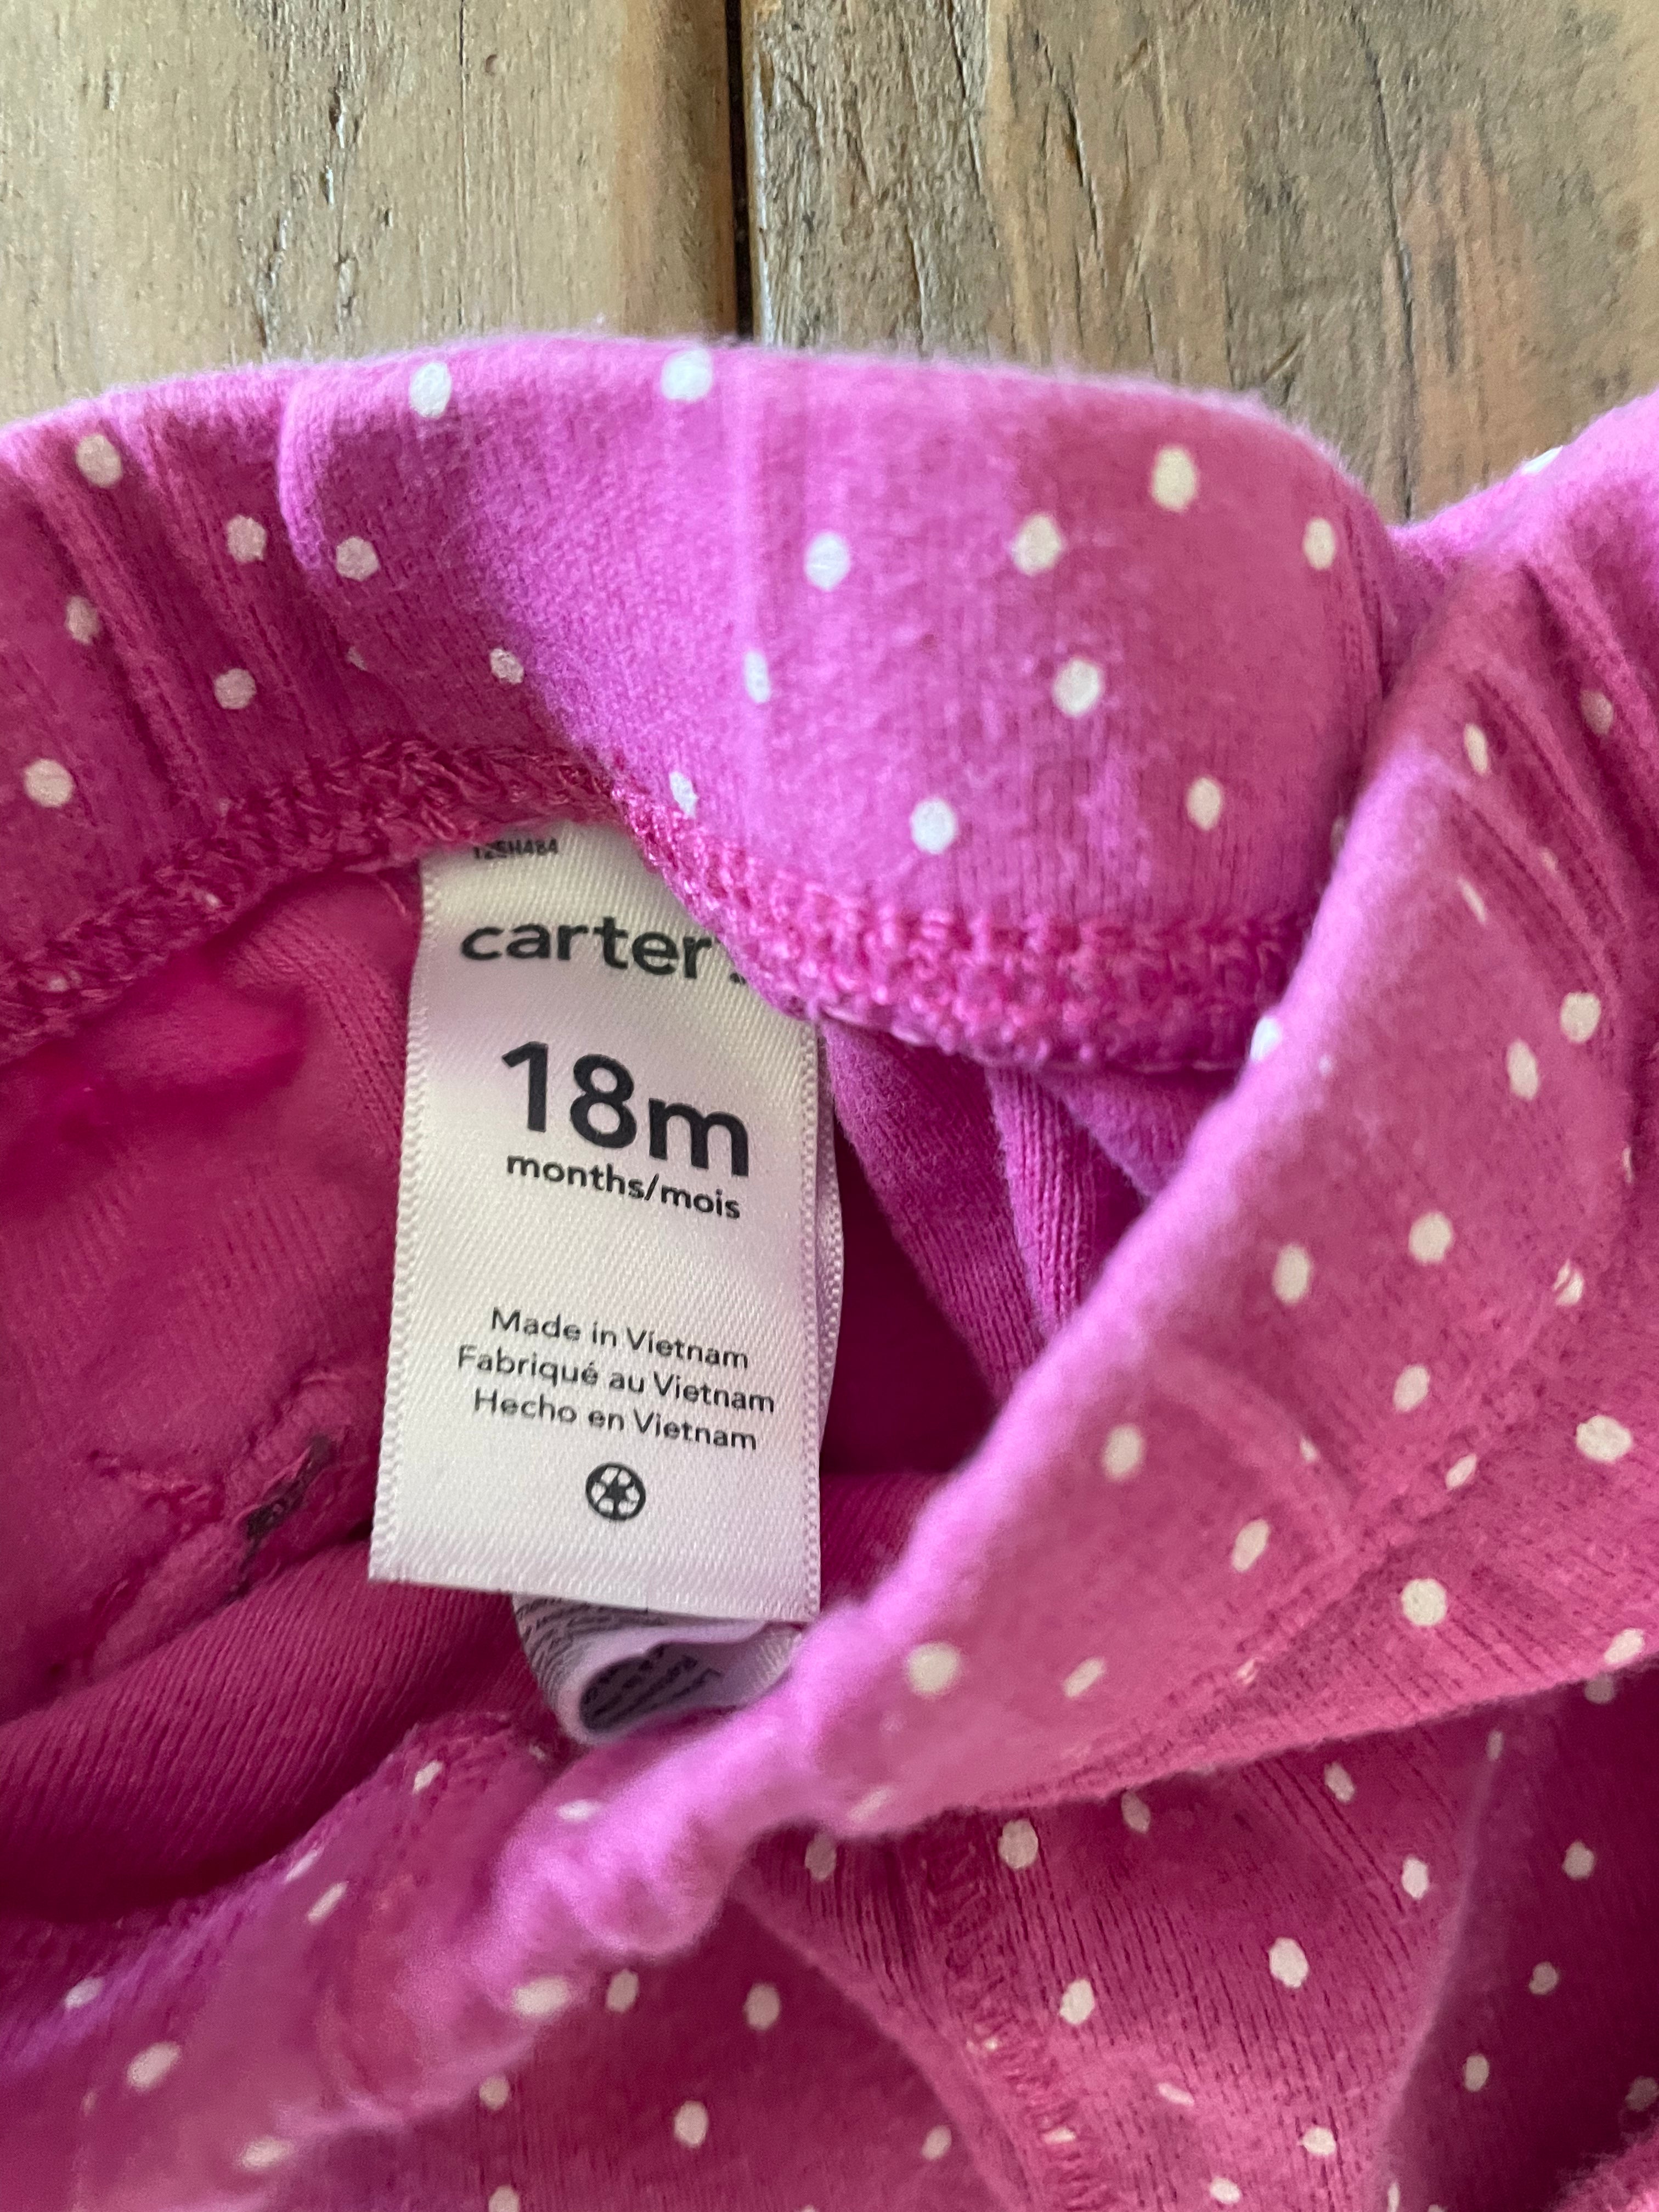 carter's
18m
months/mois
Made in Vietnam
Fabriqué au Vietnam
Hecho en Vietnam